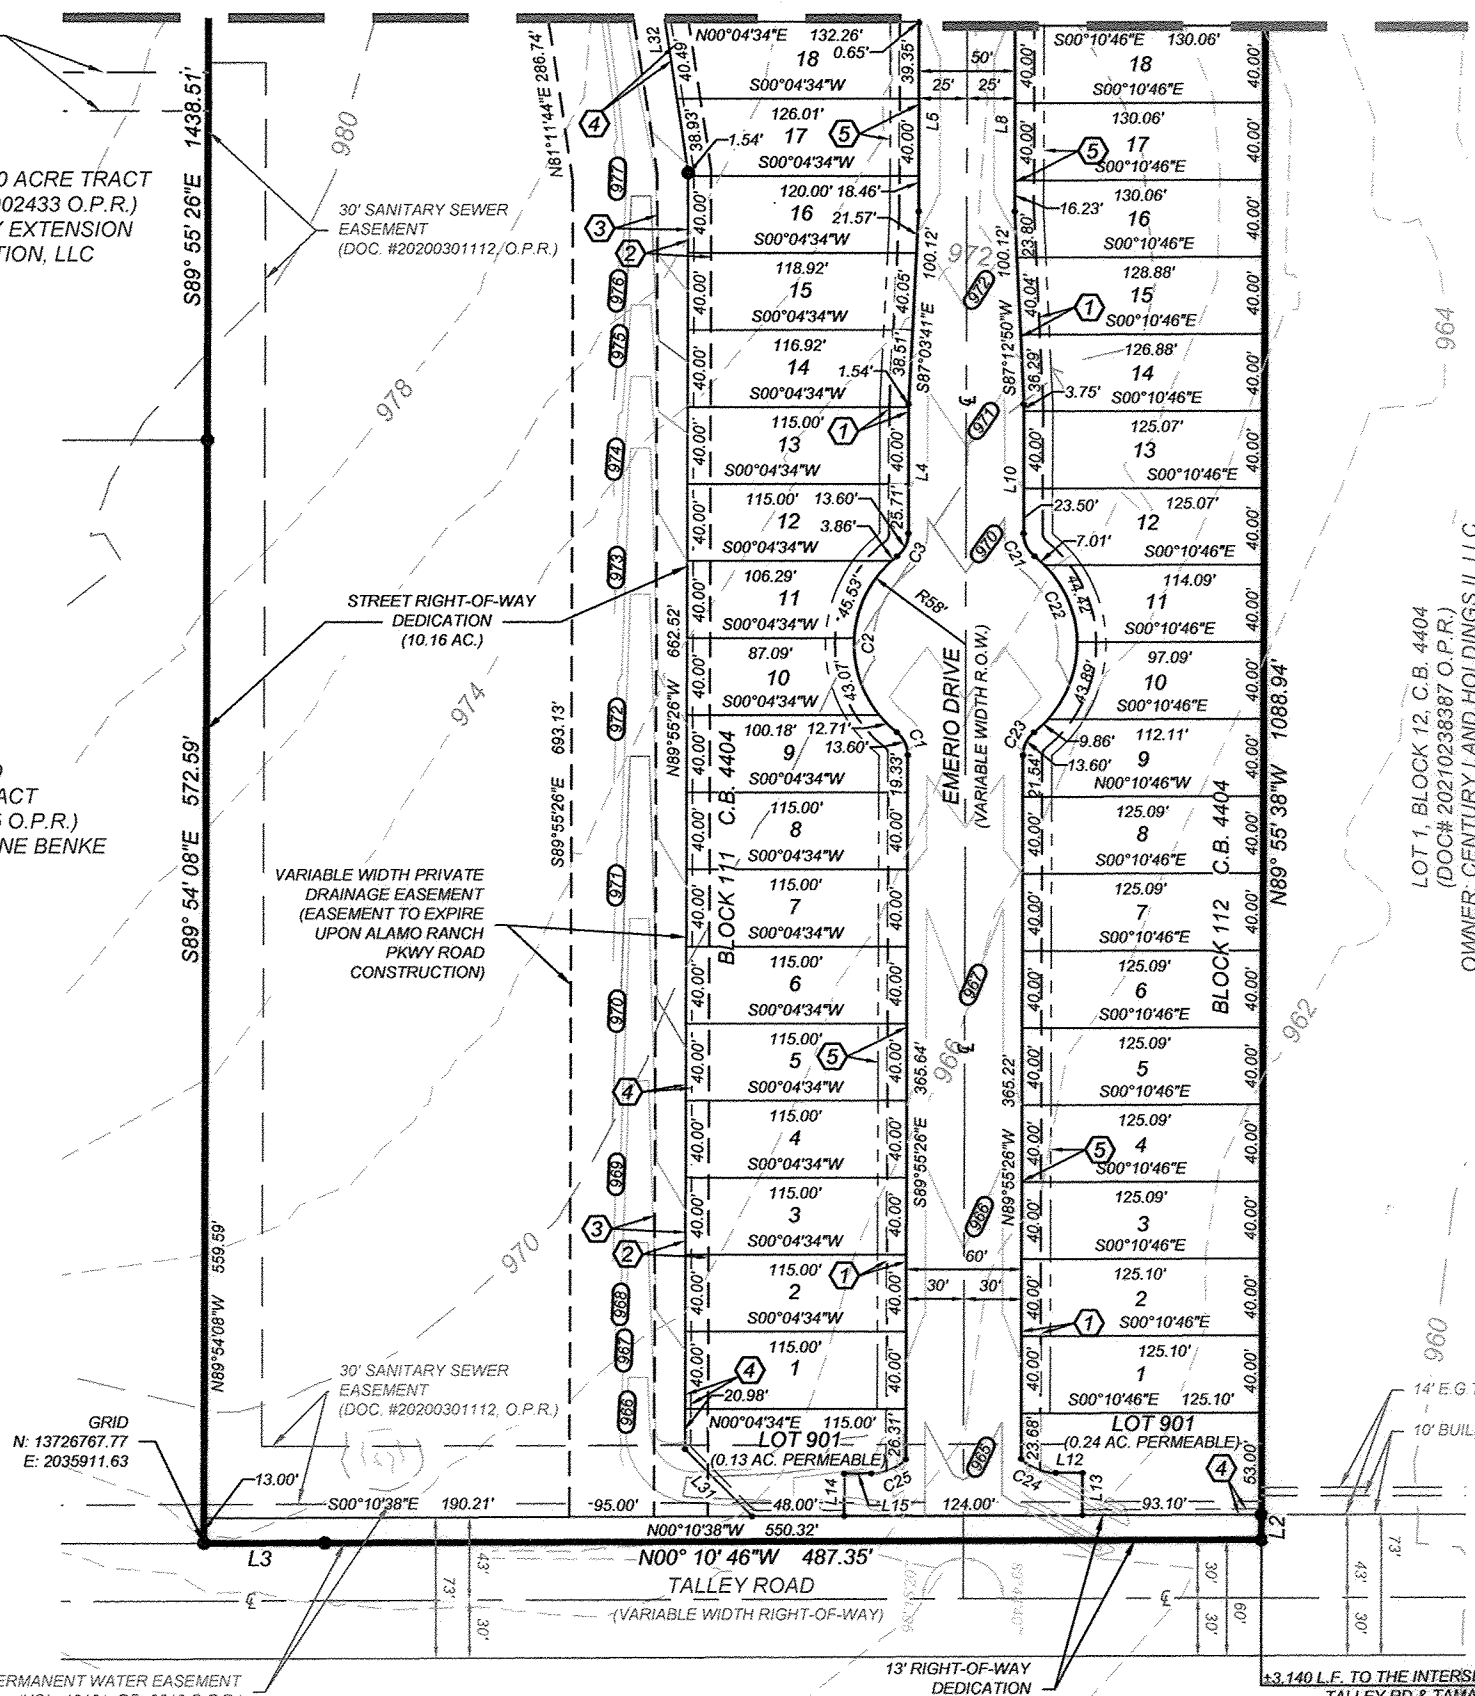 0 ACRE TRACT
02433 O.P.R.)
EXTENSION
TION, LLC
S89° 55' 26"E 1438.51'
980
30' SANITARY SEWER
EASEMENT
(DOC. #20200301112, O.P.R.)
N81°11'44"E 286.74'
L32
40.49'
4
977
3
2
976
975
978
N00°04'34"E 132.26'
18 0.65'
S00°04'34"W
39.35'
126.01'
17
5
38.93'
1.54'
S00°04'34"W
40.00'
120.00' 18.46'
16 21.57'
S00°04'34"W
118.92'
15
S00°04'34"W
40.05'
116.92'
14 1.54'
S00°04'34"W
38.51'
115.00'
13
1
S00°04'34"W
115.00' 13.60'
12 3.86'
S00°04'34"W
25.71'
C3
106.29'
11
S00°04'34"W
45.53'
C2
87.09'
10
S00°04'34"W
43.07'
100.18' 12.71'
9 13.60'
S00°04'34"W
C1
19.33'
115.00'
8
S00°04'34"W
115.00'
7
S00°04'34"W
115.00'
6
S00°04'34"W
115.00'
5
5
S00°04'34"W
115.00'
4
S00°04'34"W
115.00'
3
S00°04'34"W
115.00'
2
1
S00°04'34"W
115.00'
1
4
20.98'
N00°04'34"E 115.00'
LOT 901
(0.13 AC. PERMEABLE)
26.31'
50'
25' 25'
L5
L8
100.12'
100.12'
972
972
S87°03'41"E
S87°12'50"W
971
L4
L10
970
R58'
EMERIO DRIVE
(VARIABLE WIDTH R.O.W.)
967
966
365.64'
365.22'
S89°55'26"E
N89°55'26"W
966
60'
30' 30'
965
S00°10'46"E 130.06'
18
S00°10'46"E
130.06'
5
17
S00°10'46"E
16.23'
130.06'
16
S00°10'46"E
23.80'
128.88'
1
15
S00°10'46"E
40.04'
126.88'
14
3.75'
S00°10'46"E
36.29'
125.07'
13
S00°10'46"E
23.50' 125.07'
12
7.01'
S00°10'46"E
C21
44.42'
C22
114.09'
11
S00°10'46"E
97.09'
10
S00°10'46"E
43.89'
C23
9.86' 112.11'
13.60' 9
N00°10'46"W
21.54'
125.09'
8
S00°10'46"E
125.09'
7
S00°10'46"E
125.09'
6
S00°10'46"E
125.09'
5
S00°10'46"E
125.09'
4
5
S00°10'46"E
125.09'
3
S00°10'46"E
125.10'
2
1
S00°10'46"E
125.10'
1
S00°10'46"E 125.10'
LOT 901
(0.24 AC. PERMEABLE)
23.68'
4
53.00'
BLOCK 111 C.B. 4404
BLOCK 112 C.B. 4404
N89° 55' 38"W 1088.94'
964
962
960
LOT 1, BLOCK 12, C.B. 4404
(DOC# 20210238387 O.P.R.)
OWNER: CENTURY LAND HOLDINGS II, LLC
STREET RIGHT-OF-WAY
DEDICATION
(10.16 AC.)
974
974
973
972
971
970
969
968
967
966
N89°55'26"W 662.52'
S89°55'26"E 693.13'
ACT
O.P.R.)
NE BENKE
S89° 54' 08"E 572.59'
VARIABLE WIDTH PRIVATE
DRAINAGE EASEMENT
(EASEMENT TO EXPIRE
UPON ALAMO RANCH
PKWY ROAD
CONSTRUCTION)
4
3
2
970
N89°54'08"W 559.59'
30' SANITARY SEWER
EASEMENT
(DOC. #20200301112, O.P.R.)
GRID
N: 13726767.77
E: 2035911.63
13.00'
L31
L14
C25
L15
C24
L12
L13
L2
14' E.G.T
10' BUIL
S00°10'38"E 190.21' 95.00' 48.00' 124.00' 93.10'
N00°10'38"W 550.32'
L3
N00° 10' 46"W 487.35'
TALLEY ROAD
(VARIABLE WIDTH RIGHT-OF-WAY)
43'
73'
30'
30'
30'
60'
43'
73'
30'
ERMANENT WATER EASEMENT
13' RIGHT-OF-WAY
DEDICATION
±3,140 L.F. TO THE INTERSE